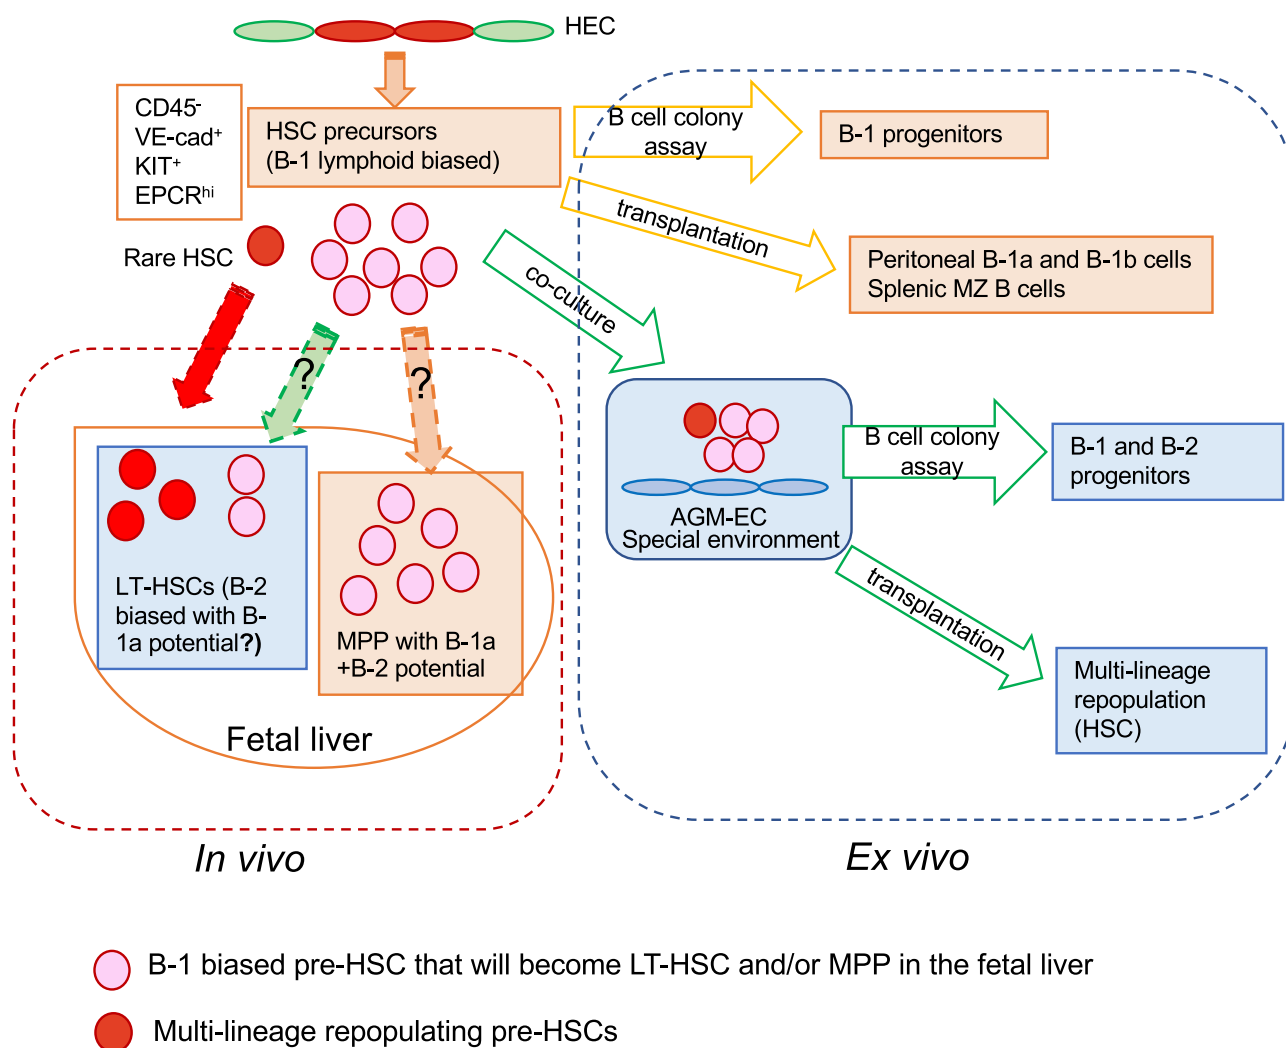 HEC
CD45-
VE-cad+
KIT+
EPCRhi
HSC precursors
(B-1 lymphoid biased)
B cell colony
assay
B-1 progenitors
transplantation
Rare HSC
Peritoneal B-1a and B-1b cells
Splenic MZ B cells
co-culture
?
?
B cell colony
assay
B-1 and B-2
progenitors
AGM-EC
Special environment
LT-HSCs (B-2
biased with B-
1a potential?)
MPP with B-1a
+B-2 potential
transplantation
Multi-lineage
repopulation
(HSC)
Fetal liver
In vivo
Ex vivo
B-1 biased pre-HSC that will become LT-HSC and/or MPP in the fetal liver
Multi-lineage repopulating pre-HSCs